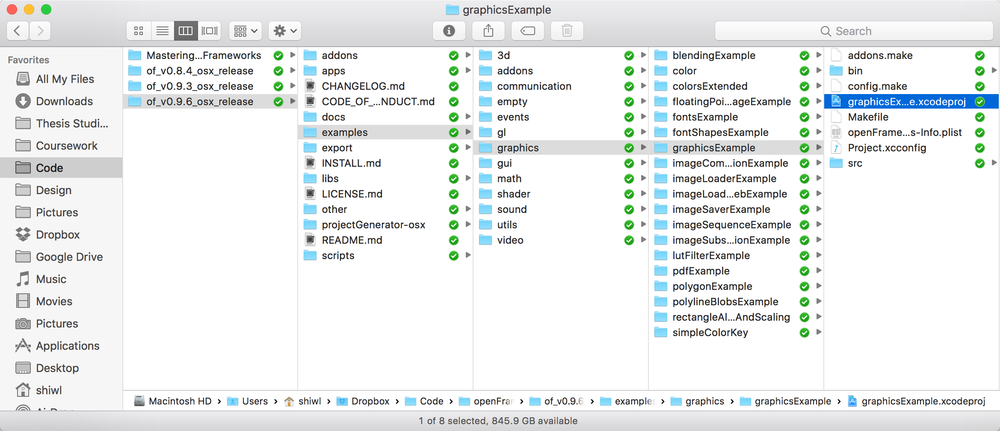 graphicsExample
Search
Favorites
All My Files
Downloads
Thesis Studi...
Coursework
Code
Design
Pictures
Dropbox
Google Drive
Music
Movies
Pictures
Applications
Desktop
shiwl
Mastering...Frameworks
of_v0.8.4_osx_release
of_v0.9.3_osx_release
of_v0.9.6_osx_release
addons
apps
CHANGELOG.md
CODE_OF_...NDUCT.md
docs
examples
export
INSTALL.md
libs
LICENSE.md
other
projectGenerator-osx
README.md
scripts
3d
addons
communication
empty
events
gl
graphics
gui
math
shader
sound
utils
video
blendingExample
color
colorsExtended
floatingPoi...ageExample
fontsExample
fontShapesExample
graphicsExample
imageCom...ionExample
imageLoaderExample
imageLoad...ebExample
imageSaverExample
imageSequenceExample
imageSubs...ionExample
lutFilterExample
pdfExample
polygonExample
polylineBlobsExample
rectangleAl...AndScaling
simpleColorKey
addons.make
bin
config.make
graphicsEx...e.xcodeproj
Makefile
openFrame...s-Info.plist
Project.xcconfig
src
Macintosh HD › Users › shiwl › Dropbox › Code › openFrar › of_v0.9.6 › examples › graphics › graphicsExample › graphicsExample.xcodeproj
1 of 8 selected, 845.9 GB available